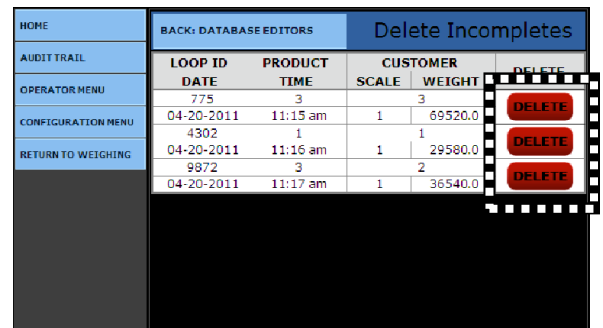 HOME
BACK: DATABASE EDITORS
Delete Incompletes
AUDIT TRAIL
OPERATOR MENU
CONFIGURATION MENU
RETURN TO WEIGHING
LOOP ID PRODUCT CUSTOMER DELETE
DATE TIME SCALE WEIGHT
775 3 3 DELETE
04-20-2011 11:15 am 1 69520.0
4302 1 1 DELETE
04-20-2011 11:16 am 1 29580.0
9872 3 2 DELETE
04-20-2011 11:17 am 1 36540.0